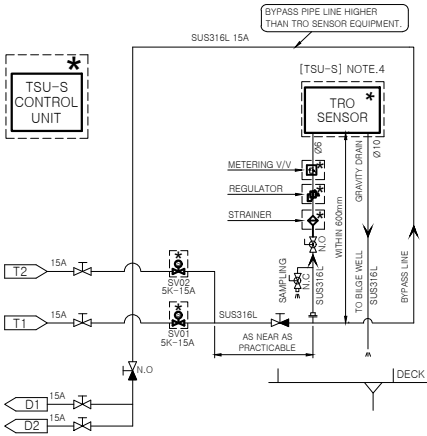 BYPASS PIPE LINE HIGHER
THAN TRO SENSOR EQUIPMENT.
SUS316L 15A
*
TSU-S
CONTROL
UNIT
[TSU-S] NOTE.4
TRO *
SENSOR
Ø6
Ø10
METERING V/V
*
REGULATOR
*
STRAINER
*
N.O
WITHIN 600mm
GRAVITY DRAIN
TO BILGE WELL
SUS316L
BYPASS LINE
SAMPLING
N.C
SUS316L
T2
15A
*
SV02
5K-15A
T1
15A
*
SV01
5K-15A
SUS316L
AS NEAR AS
PRACTICABLE
N.O
DECK
D1
15A
D2
15A